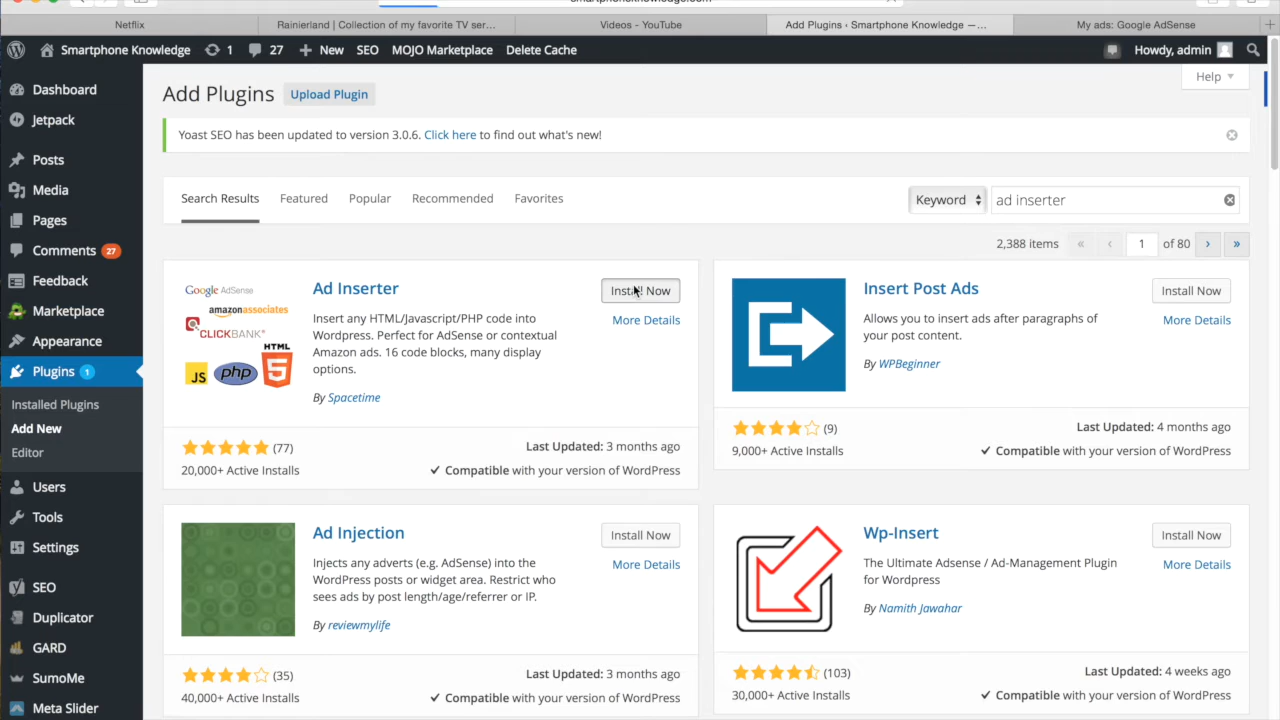 Netflix
Rainierland | Collection of my favorite TV ser...
Videos - YouTube
Add Plugins ‹ Smartphone Knowledge —...
My ads: Google AdSense
Smartphone Knowledge
1
27
New
SEO
MOJO Marketplace
Delete Cache
Howdy, admin
Dashboard
Jetpack
Posts
Media
Pages
Comments 27
Feedback
Marketplace
Appearance
Plugins 1
Installed Plugins
Add New
Editor
Users
Tools
Settings
SEO
Duplicator
GARD
SumoMe
Meta Slider
Help
Add Plugins
Upload Plugin
Yoast SEO has been updated to version 3.0.6. Click here to find out what's new!
Search Results
Featured
Popular
Recommended
Favorites
Keyword
ad inserter
2,388 items
«
‹
1
of 80
›
»
Google AdSense
amazonassociates
CLICKBANK
HTML
JS
php
5
Ad Inserter
Install Now
More Details
Insert any HTML/Javascript/PHP code into
Wordpress. Perfect for AdSense or contextual
Amazon ads. 16 code blocks, many display
options.
By Spacetime
(77)
20,000+ Active Installs
Last Updated: 3 months ago
Compatible with your version of WordPress
Insert Post Ads
Install Now
More Details
Allows you to insert ads after paragraphs of
your post content.
By WPBeginner
(9)
9,000+ Active Installs
Last Updated: 4 months ago
Compatible with your version of WordPress
Ad Injection
Install Now
More Details
Injects any adverts (e.g. AdSense) into the
WordPress posts or widget area. Restrict who
sees ads by post length/age/referrer or IP.
By reviewmylife
(35)
40,000+ Active Installs
Last Updated: 3 months ago
Compatible with your version of WordPress
Wp-Insert
Install Now
More Details
The Ultimate Adsense / Ad-Management Plugin
for Wordpress
By Namith Jawahar
(103)
30,000+ Active Installs
Last Updated: 4 weeks ago
Compatible with your version of WordPress